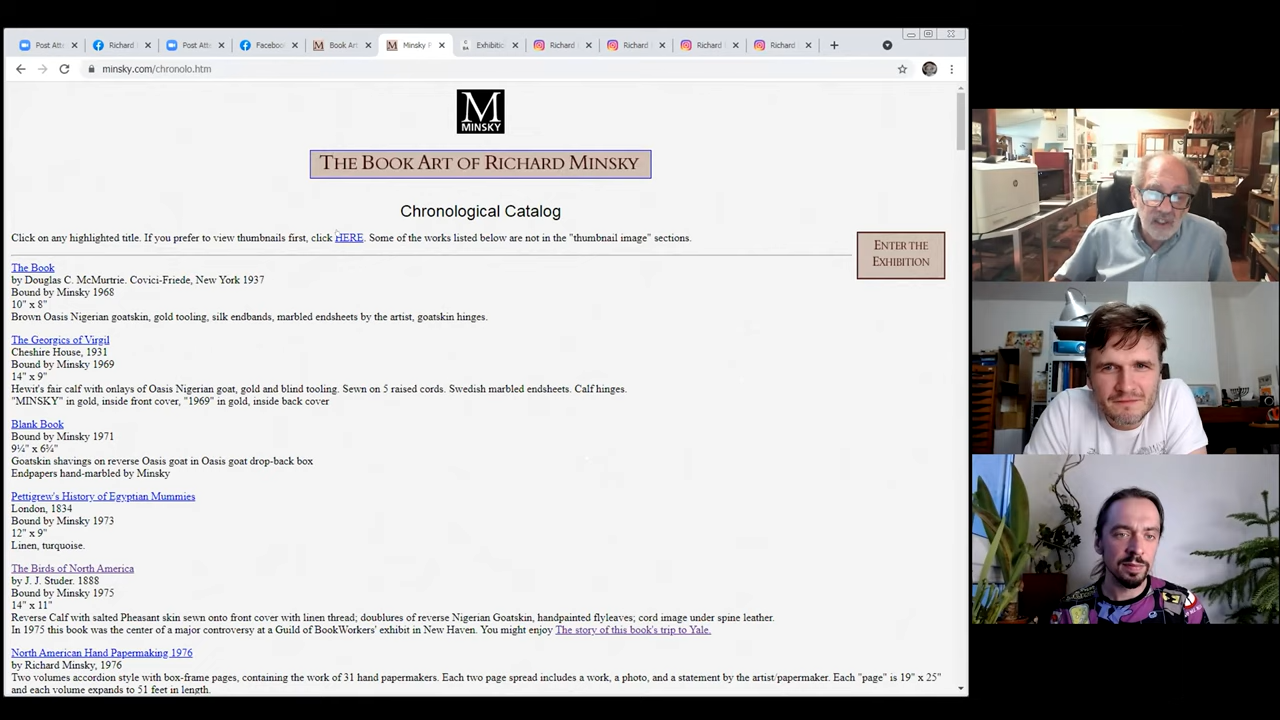 Post Att
Richard
Post Att
Facebook
Book Art
Minsky F
Exhibitio
Richard
Richard
Richard
Richard
minsky.com/chronolo.htm
M
MINSKY
THE BOOK ART OF RICHARD MINSKY
Chronological Catalog
Click on any highlighted title. If you prefer to view thumbnails first, click HERE. Some of the works listed below are not in the "thumbnail image" sections.
ENTER THE
EXHIBITION
The Book
by Douglas C. McMurtrie. Covici-Friede, New York 1937
Bound by Minsky 1968
10" x 8"
Brown Oasis Nigerian goatskin, gold tooling, silk endbands, marbled endsheets by the artist, goatskin hinges.
The Georgics of Virgil
Cheshire House, 1931
Bound by Minsky 1969
14" x 9"
Hewit's fair calf with onlays of Oasis Nigerian goat, gold and blind tooling. Sewn on 5 raised cords. Swedish marbled endsheets. Calf hinges.
"MINSKY" in gold, inside front cover, "1969" in gold, inside back cover
Blank Book
Bound by Minsky 1971
9¼" x 6¾"
Goatskin shavings on reverse Oasis goat in Oasis goat drop-back box
Endpapers hand-marbled by Minsky
Pettigrew's History of Egyptian Mummies
London, 1834
Bound by Minsky 1973
12" x 9"
Linen, turquoise.
The Birds of North America
by J. J. Studer. 1888
Bound by Minsky 1975
14" x 11"
Reverse Calf with salted Pheasant skin sewn onto front cover with linen thread; doublures of reverse Nigerian Goatskin, handpainted flyleaves; cord image under spine leather.
In 1975 this book was the center of a major controversy at a Guild of BookWorkers' exhibit in New Haven. You might enjoy The story of this book's trip to Yale.
North American Hand Papermaking 1976
by Richard Minsky, 1976
Two volumes accordion style with box-frame pages, containing the work of 31 hand papermakers. Each two page spread includes a work, a photo, and a statement by the artist/papermaker. Each "page" is 19" x 25"
and each volume expands to 51 feet in length.